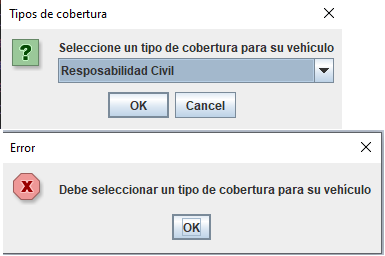 Tipos de cobertura
Seleccione un tipo de cobertura para su vehículo
Resposabilidad Civil
OK Cancel
Error
Debe seleccionar un tipo de cobertura para su vehículo
OK